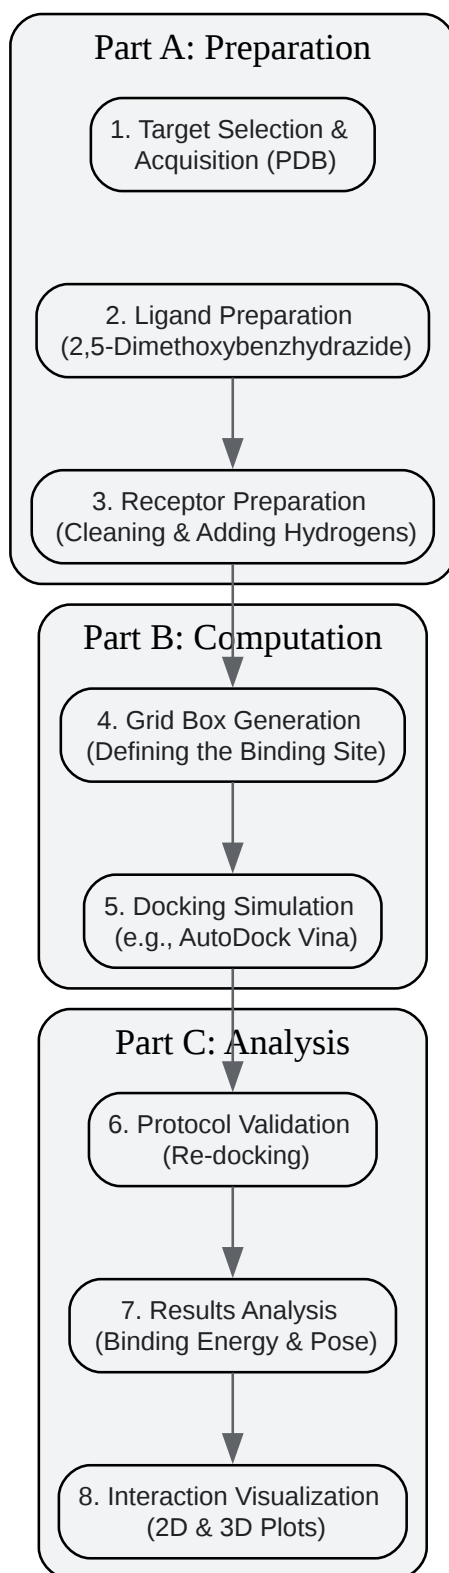 Part A: Preparation
1. Target Selection &
Acquisition (PDB)
2. Ligand Preparation
(2,5-Dimethoxybenzhydrazide)
3. Receptor Preparation
(Cleaning & Adding Hydrogens)
Part B: Computation
4. Grid Box Generation
(Defining the Binding Site)
5. Docking Simulation
(e.g., AutoDock Vina)
Part C: Analysis
6. Protocol Validation
(Re-docking)
7. Results Analysis
(Binding Energy & Pose)
8. Interaction Visualization
(2D & 3D Plots)